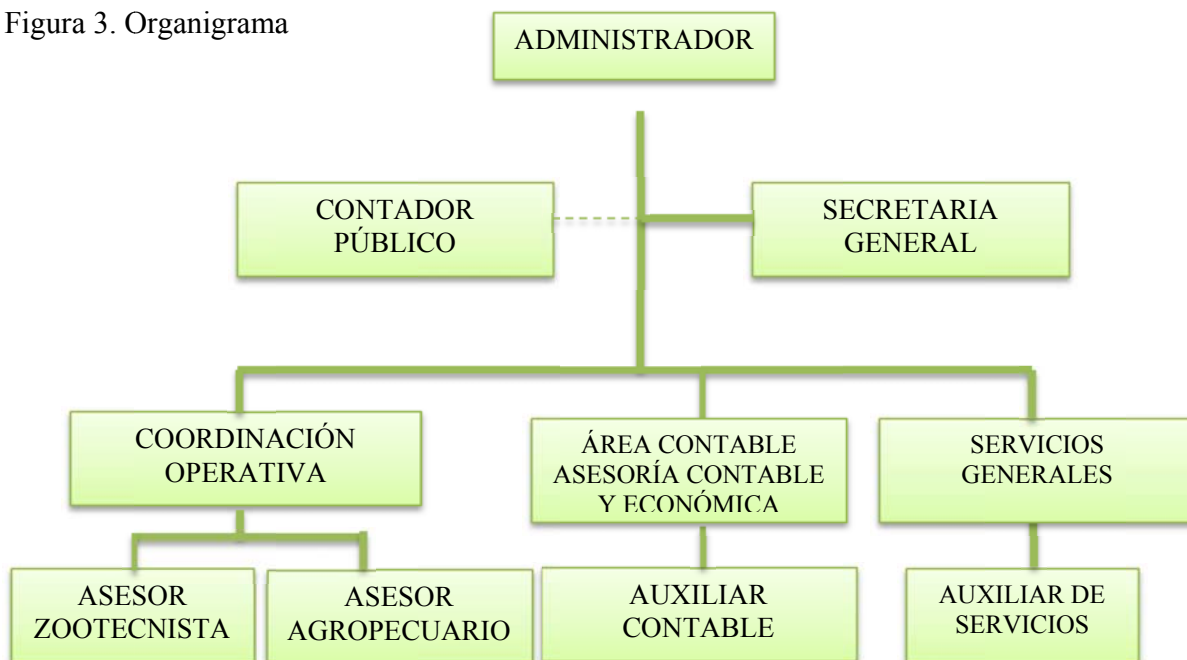 Figura 3. Organigrama
ADMINISTRADOR
CONTADOR
PÚBLICO
SECRETARIA
GENERAL
COORDINACIÓN
OPERATIVA
ÁREA CONTABLE
ASESORÍA CONTABLE
Y ECONÓMICA
SERVICIOS
GENERALES
ASESOR
ZOOTECNISTA
ASESOR
AGROPECUARIO
AUXILIAR
CONTABLE
AUXILIAR DE
SERVICIOS